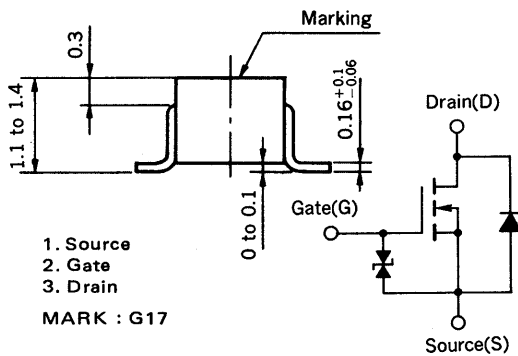 Marking
0.3
1.1 to 1.4
0.16 +0.1 -0.06
0 to 0.1
Drain(D)
Gate(G)
Source(S)
1. Source
2. Gate
3. Drain
MARK : G17